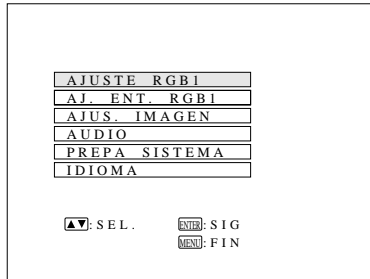 AJUSTE RGB1
AJ. ENT. RGB1
AJUS. IMAGEN
AUDIO
PREPA SISTEMA
IDIOMA
▲▼:SEL. ENTER:SIG
MENU:FIN